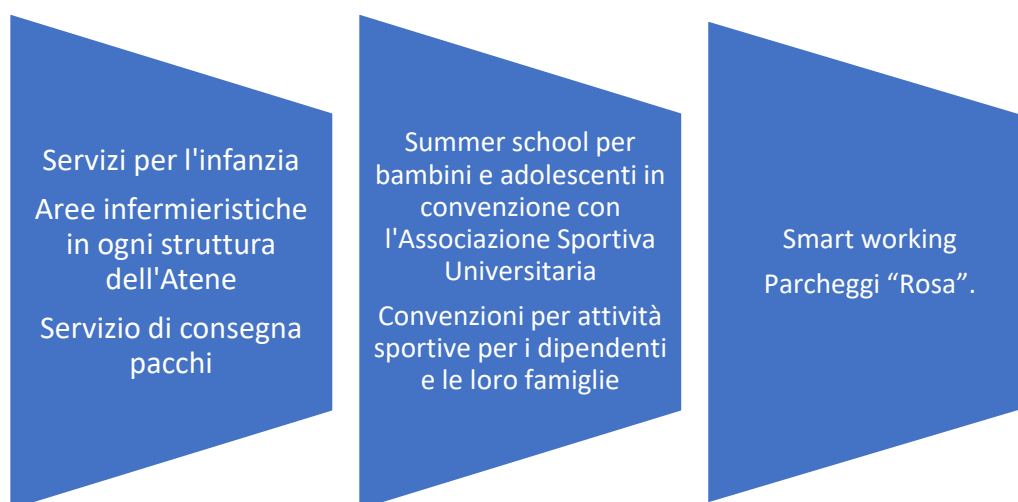 Servizi per l'infanzia
Aree infermieristiche
in ogni struttura
dell'Atene
Servizio di consegna
pacchi
Summer school per
bambini e adolescenti in
convenzione con
l'Associazione Sportiva
Universitaria
Convenzioni per attività
sportive per i dipendenti
e le loro famiglie
Smart working
Parcheggi “Rosa”.